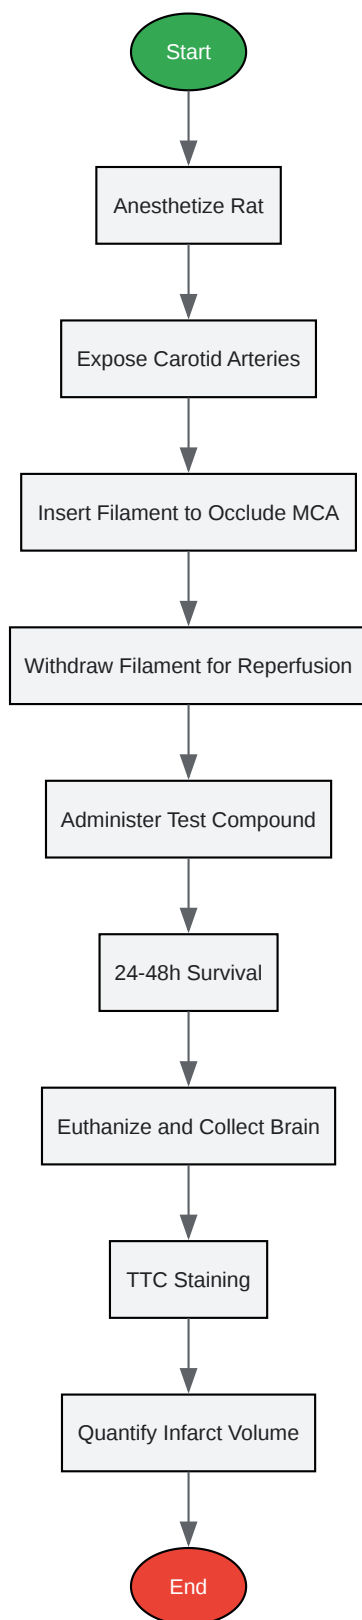 Start
Anesthetize Rat
Expose Carotid Arteries
Insert Filament to Occlude MCA
Withdraw Filament for Reperfusion
Administer Test Compound
24-48h Survival
Euthanize and Collect Brain
TTC Staining
Quantify Infarct Volume
End